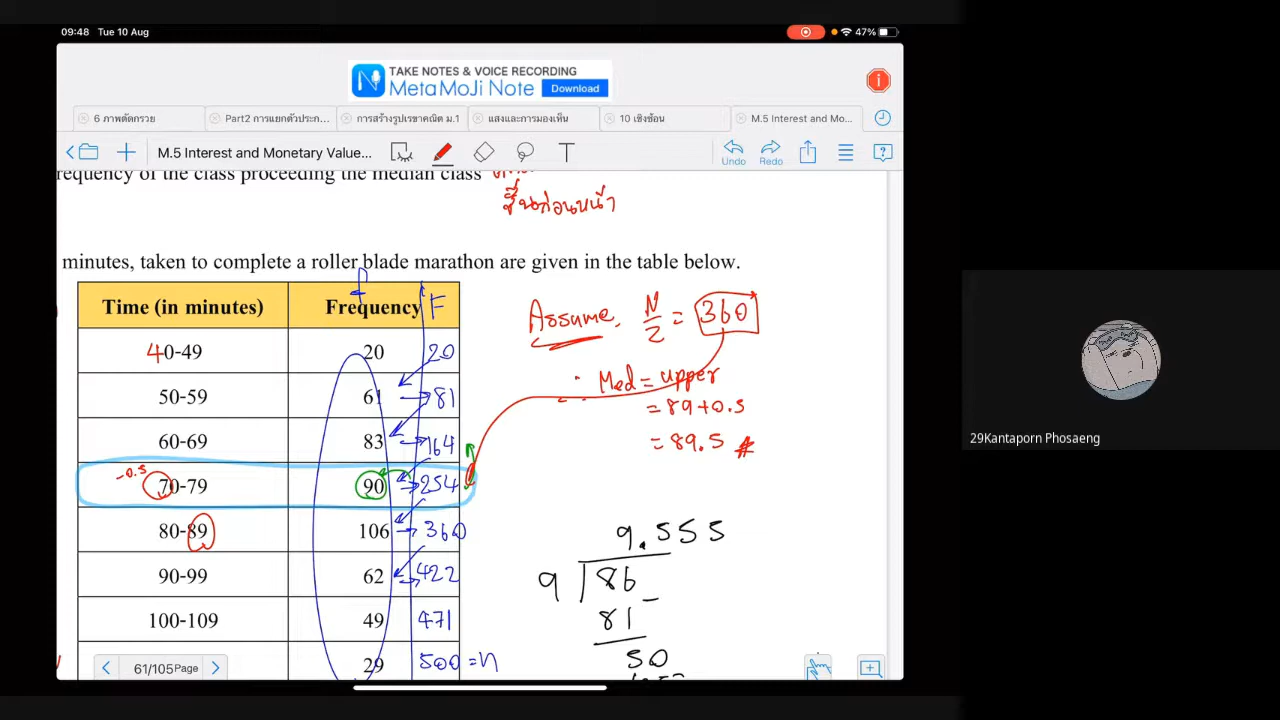 09:48 Tue 10 Aug 47%
TAKE NOTES & VOICE RECORDING
MetaMoJi Note Download
6 ภาพตัดกรวย Part2 การแยกตัวประก... การสร้างรูปเรขาคณิต ม.1 แสงและการมองเห็น 10 เชิงซ้อน M.5 Interest and Mo...
M.5 Interest and Monetary Value... T Undo Redo
requency of the class proceeding the median class
ชั้นก่อนหน้า
minutes, taken to complete a roller blade marathon are given in the table below.
f
Time (in minutes) Frequency F
40-49 20 20
50-59 61 81
60-69 83 164
-0.5
70-79 90 254
80-89 106 360
90-99 62 422
100-109 49 471
29 500 = n
Assume, N/2 = 360
∴ Med = upper
= 89+0.5
= 89.5 #
9.555
9 86
81
50
61/105Page
29Kantaporn Phosaeng